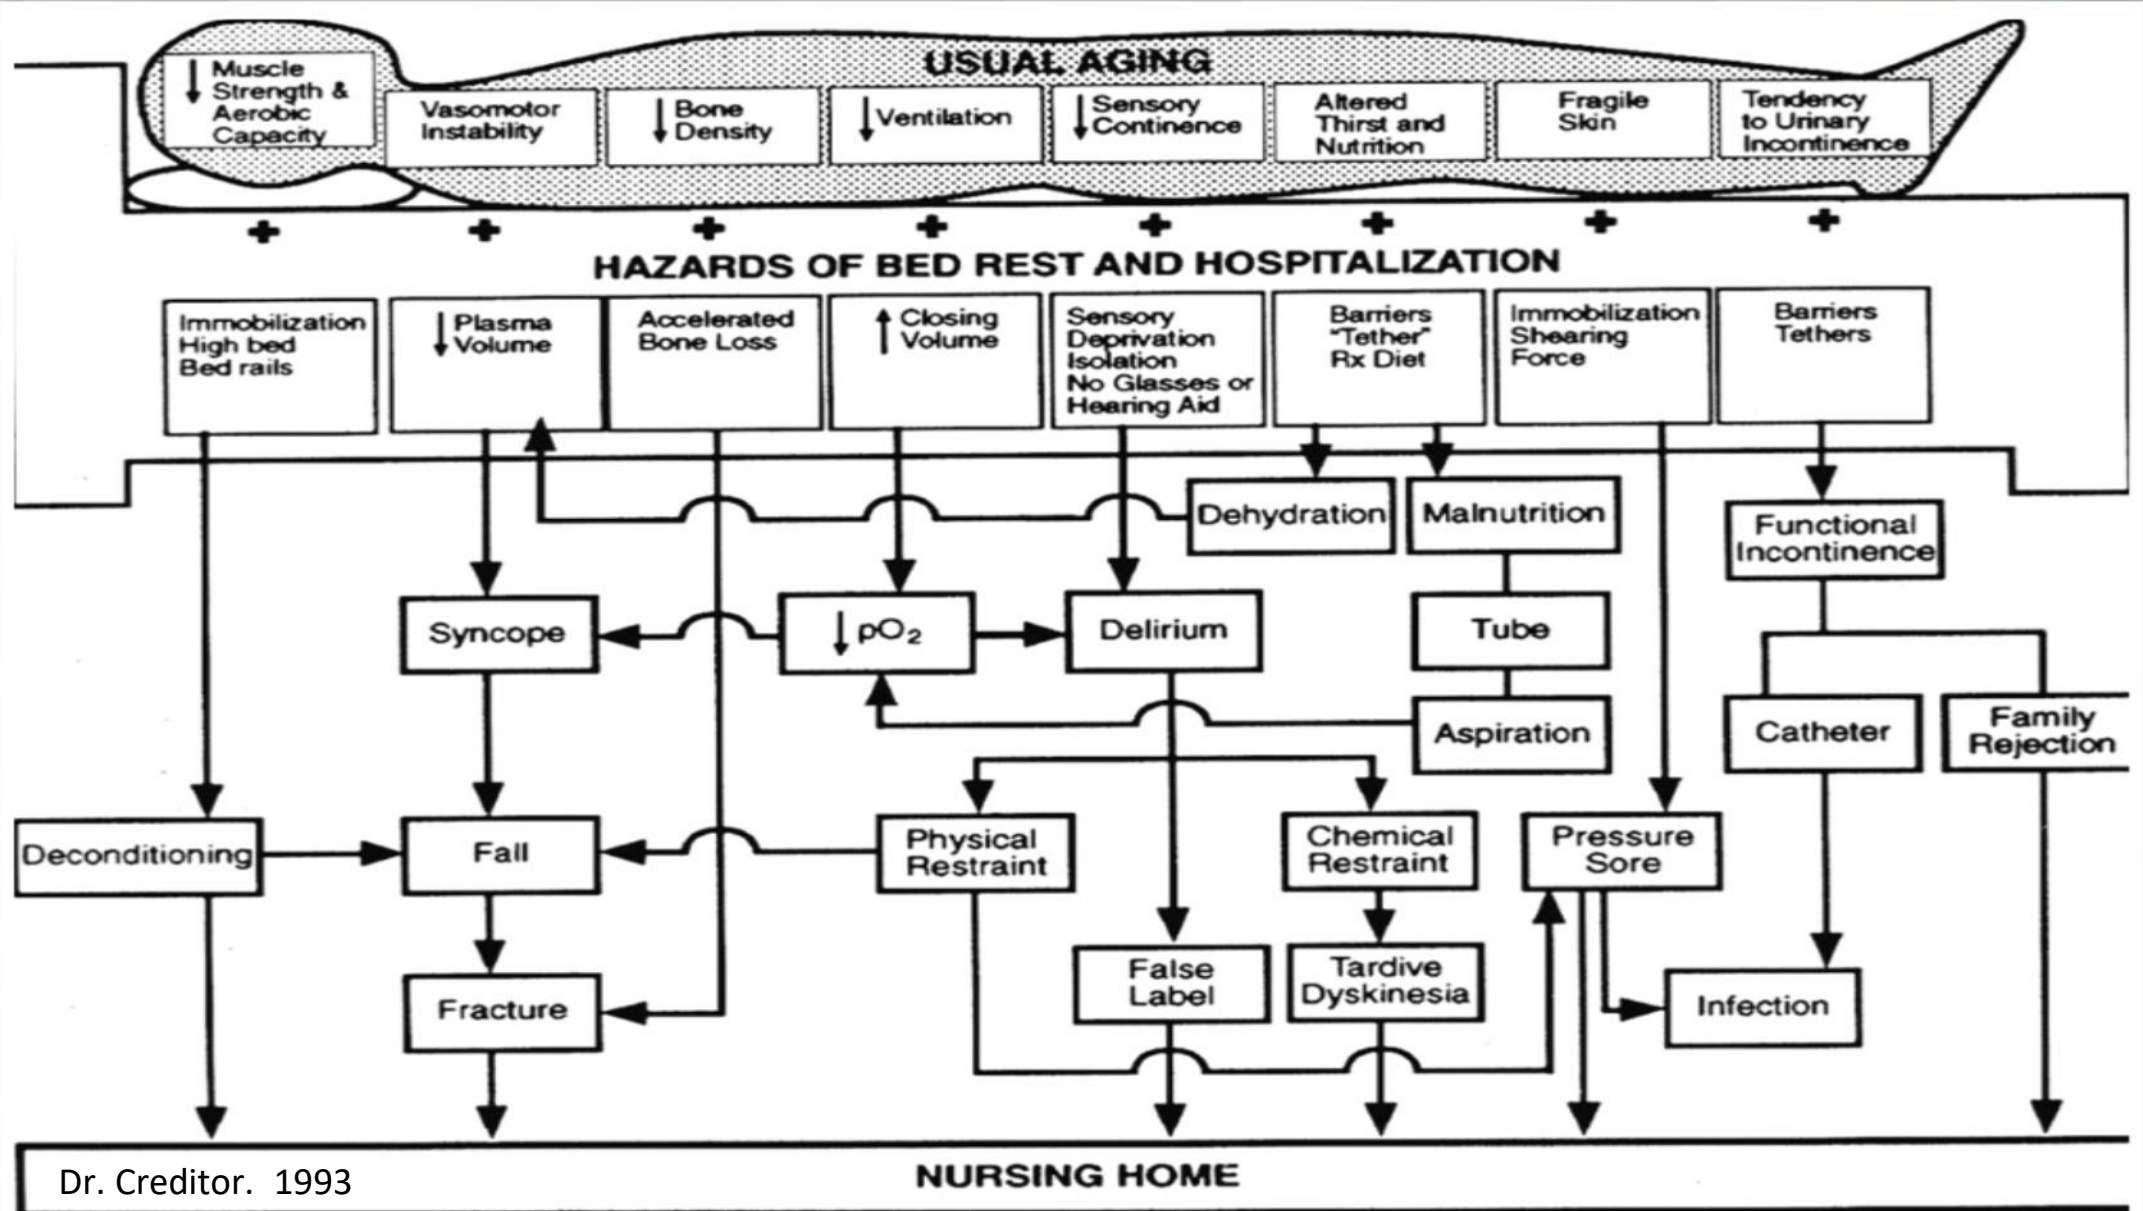 USUAL AGING
↓ Muscle
Strength &
Aerobic
Capacity
Vasomotor
Instability
↓ Bone
Density
↓ Ventilation
↓ Sensory
Continence
Altered
Thirst and
Nutrition
Fragile
Skin
Tendency
to Urinary
Incontinence
+ + + + + + + +
HAZARDS OF BED REST AND HOSPITALIZATION
Immobilization
High bed
Bed rails
↓ Plasma
Volume
Accelerated
Bone Loss
↑ Closing
Volume
Sensory
Deprivation
Isolation
No Glasses or
Hearing Aid
Barriers
"Tether"
Rx Diet
Immobilization
Shearing
Force
Barriers
Tethers
Dehydration
Malnutrition
Functional
Incontinence
Syncope
↓ pO₂
Delirium
Tube
Aspiration
Catheter
Family
Rejection
Deconditioning
Fall
Physical
Restraint
Chemical
Restraint
Pressure
Sore
Fracture
False
Label
Tardive
Dyskinesia
Infection
Dr. Creditor. 1993
NURSING HOME